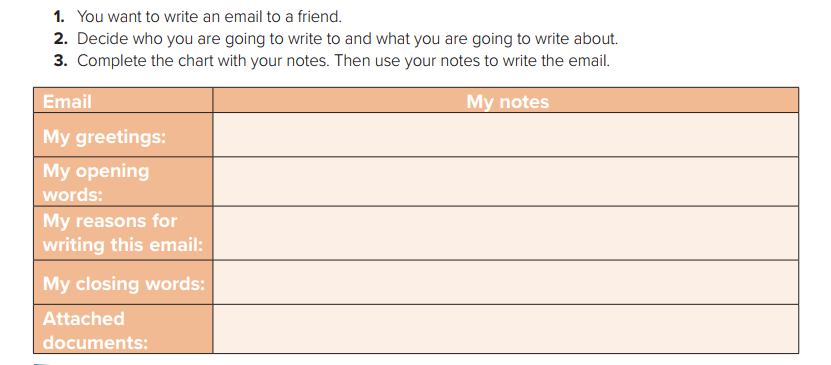 1. You want to write an email to a friend.
2. Decide who you are going to write to and what you are going to write about.
3. Complete the chart with your notes. Then use your notes to write the email.
Email My notes
My greetings:
My opening
words:
My reasons for
writing this email:
My closing words:
Attached
documents: